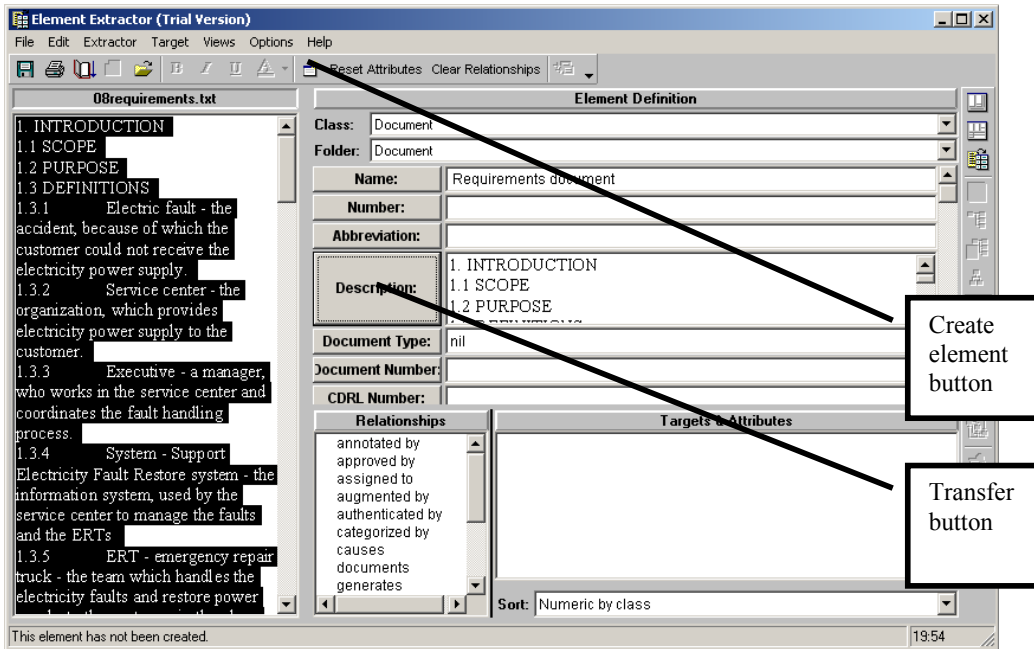 Element Extractor (Trial Version)
File Edit Extractor Target Views Options Help
B I U A Reset Attributes Clear Relationships
08requirements.txt
Element Definition
1. INTRODUCTION
1.1 SCOPE
1.2 PURPOSE
1.3 DEFINITIONS
1.3.1 Electric fault - the
accident, because of which the
customer could not receive the
electricity power supply.
1.3.2 Service center - the
organization, which provides
electricity power supply to the
customer.
1.3.3 Executive - a manager,
who works in the service center and
coordinates the fault handling
process.
1.3.4 System - Support
Electricity Fault Restore system - the
information system, used by the
service center to manage the faults
and the ERTs
1.3.5 ERT - emergency repair
truck - the team which handles the
electricity faults and restore power
Class: Document
Folder: Document
Name: Requirements document
Number:
Abbreviation:
Description:
1. INTRODUCTION
1.1 SCOPE
1.2 PURPOSE
Document Type: nil
Document Number:
CDRL Number:
Relationships
annotated by
approved by
assigned to
augmented by
authenticated by
categorized by
causes
documents
generates
Targets & Attributes
Sort: Numeric by class
Create
element
button
Transfer
button
This element has not been created.
19:54